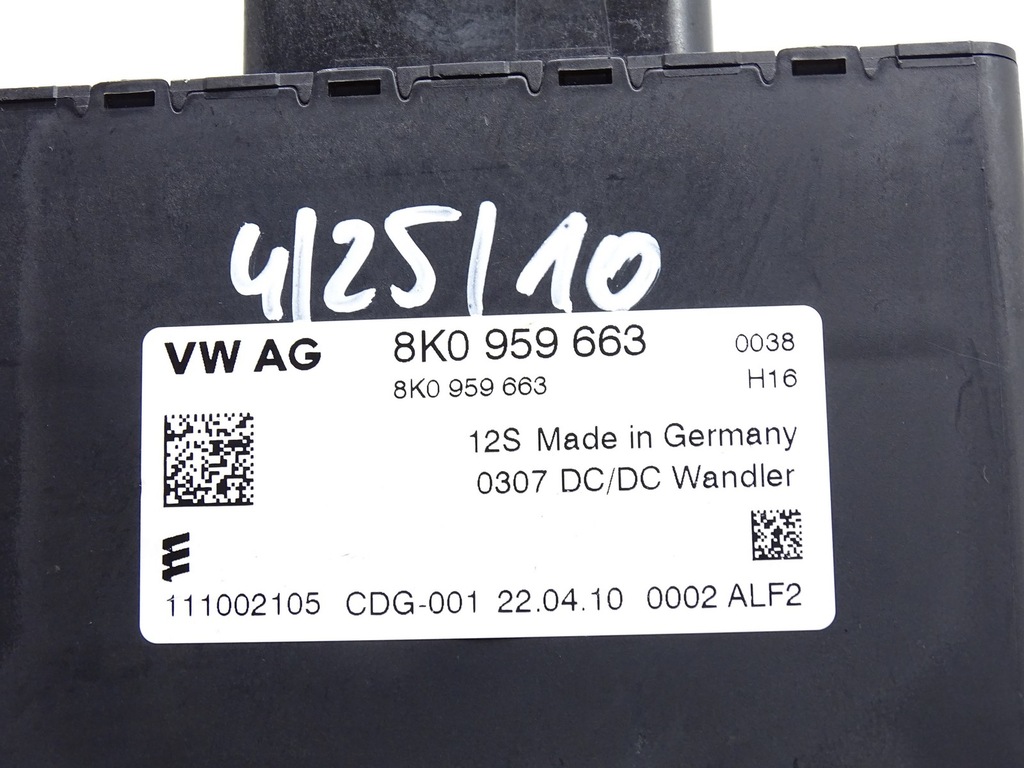 4/25/10
VW AG 8K0 959 663 0038
8K0 959 663 H16
12S Made in Germany
0307 DC/DC Wandler
111002105 CDG-001 22.04.10 0002 ALF2